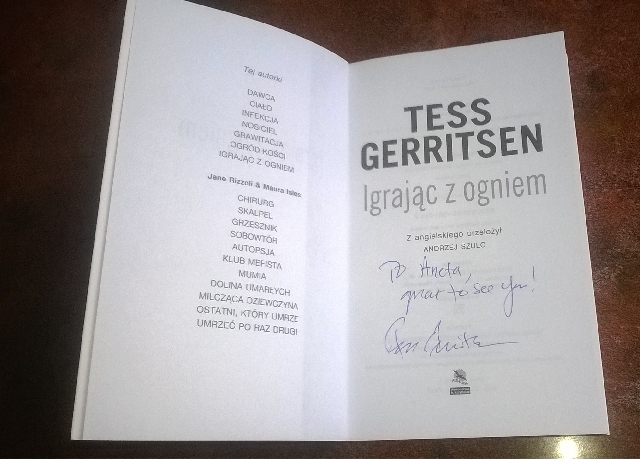 Tej autorki
DAWCA
CIAŁO
INFEKCJA
NOSICIEL
GRAWITACJA
OGRÓD KOŚCI
IGRAJĄC Z OGNIEM
Jane Rizzoli & Maura Isles
CHIRURG
SKALPEL
GRZESZNIK
SOBOWTÓR
AUTOPSJA
KLUB MEFISTA
MUMIA
DOLINA UMARŁYCH
MILCZĄCA DZIEWCZYNA
OSTATNI, KTÓRY UMRZE
UMRZEĆ PO RAZ DRUGI
TESS
GERRITSEN
Igrając z ogniem
Z angielskiego przełożył
ANDRZEJ SZULC
To Aneta,
great to see you!